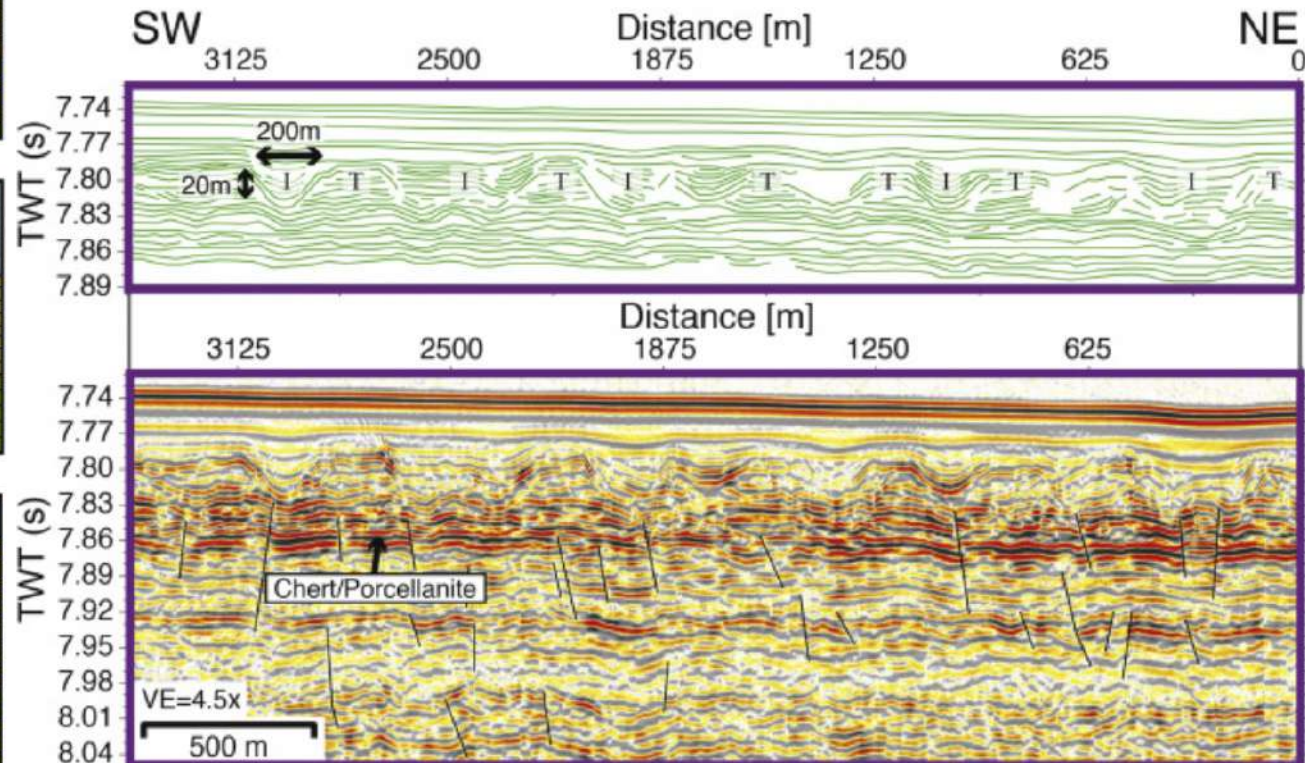 SW Distance [m] NE
3125 2500 1875 1250 625 0
TWT (s)
7.74
7.77
7.80
7.83
7.86
7.89
200m
20m
I T I T I T T I T I T
Distance [m]
3125 2500 1875 1250 625
TWT (s)
7.74
7.77
7.80
7.83
7.86
7.89
7.92
7.95
7.98
8.01
8.04
Chert/Porcellanite
VE=4.5x
500 m